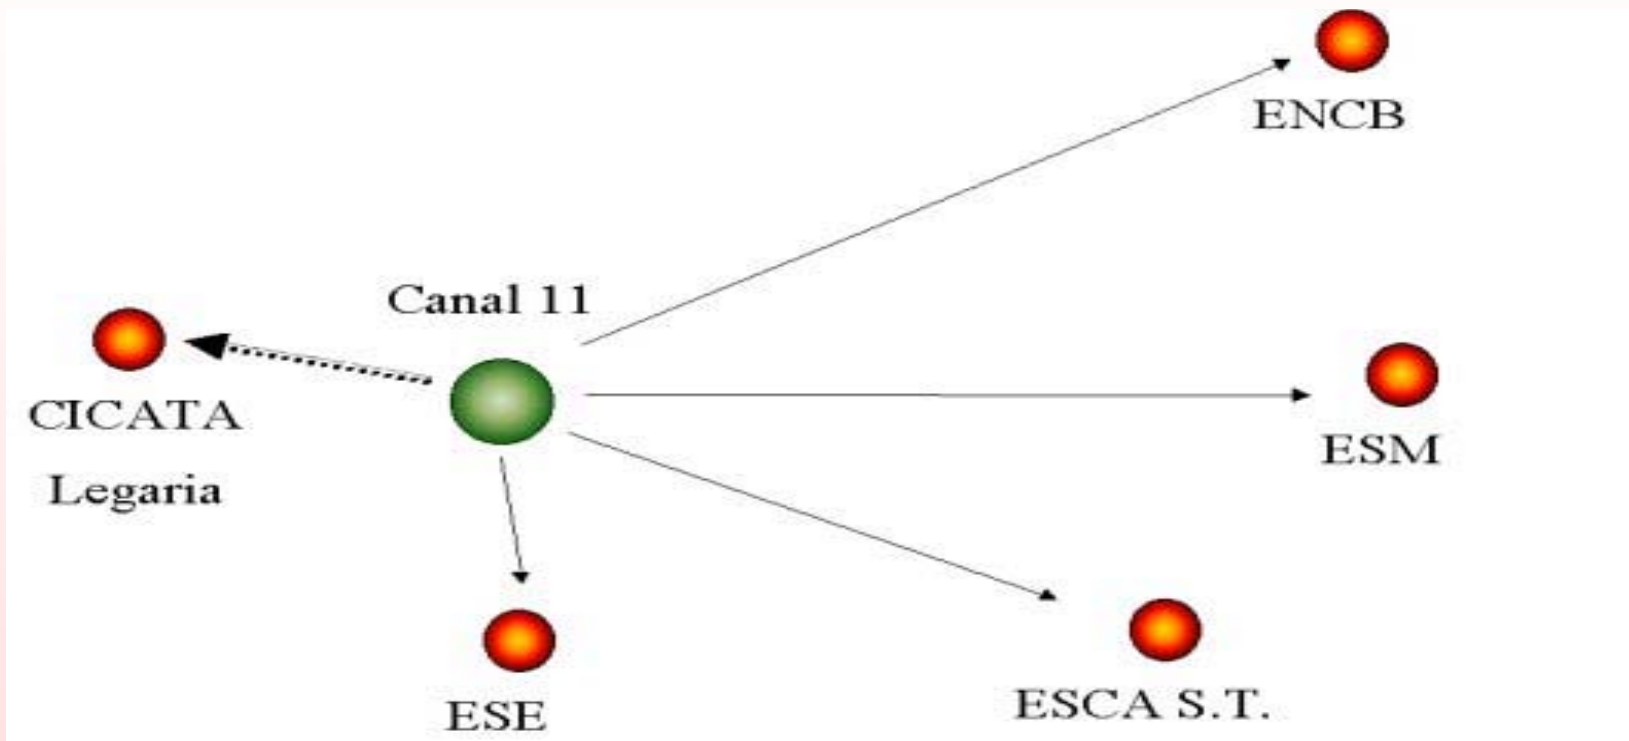 ENCB
Canal 11
CICATA
Legaria
ESM
ESE
ESCA S.T.